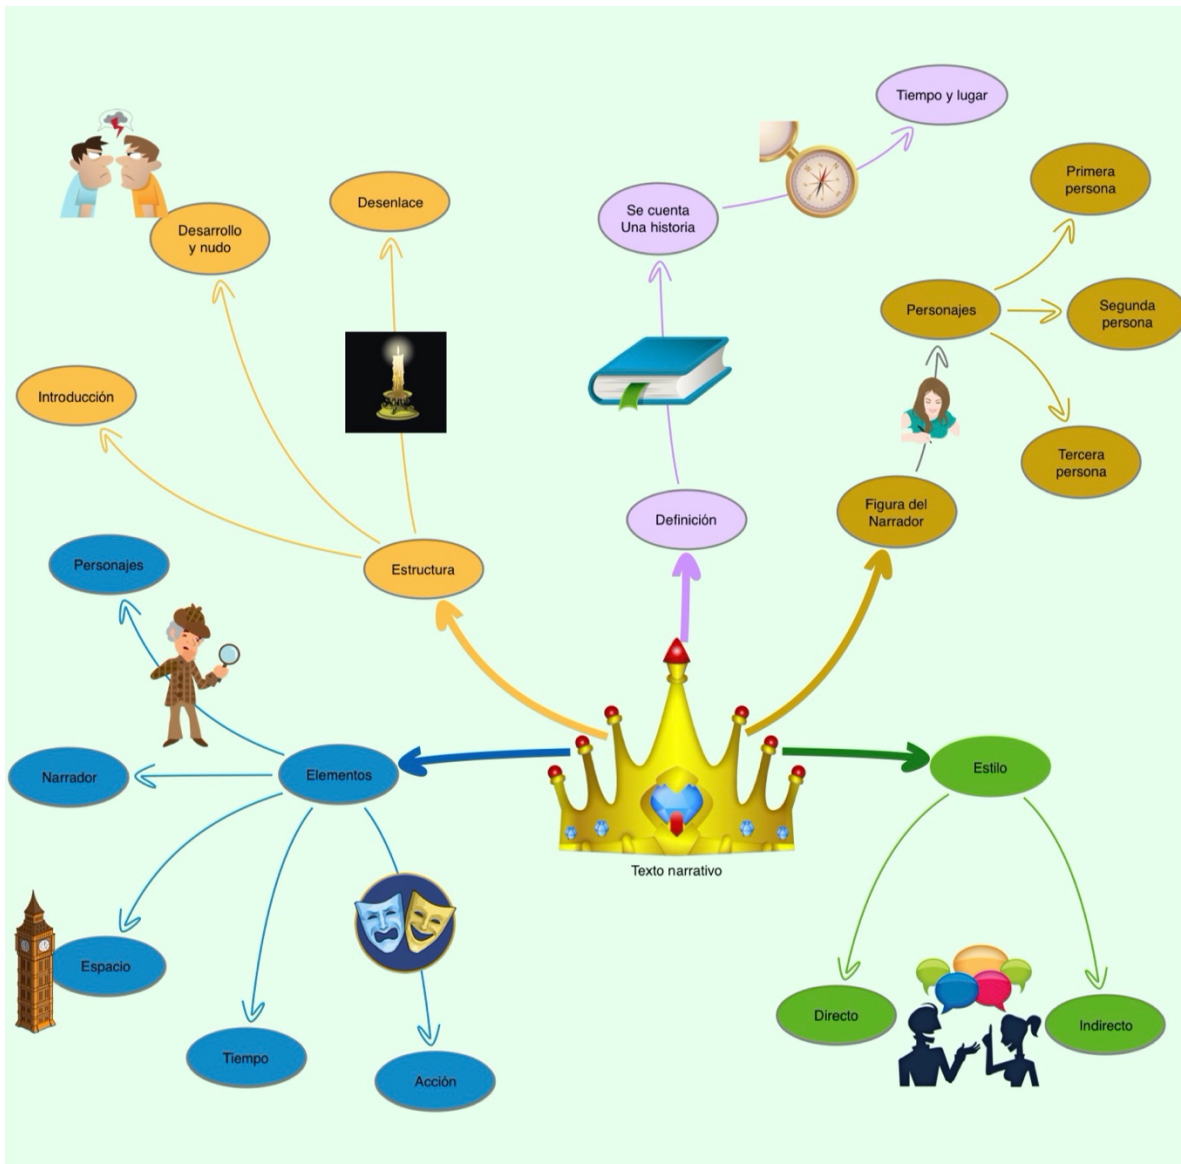 Tiempo y lugar
Primera
persona
Desenlace
Se cuenta
Una historia
Desarrollo
y nudo
Personajes
Segunda
persona
Introducción
Tercera
persona
Figura del
Narrador
Definición
Estructura
Personajes
Narrador
Elementos
Estilo
Texto narrativo
Espacio
Directo
Indirecto
Tiempo
Acción